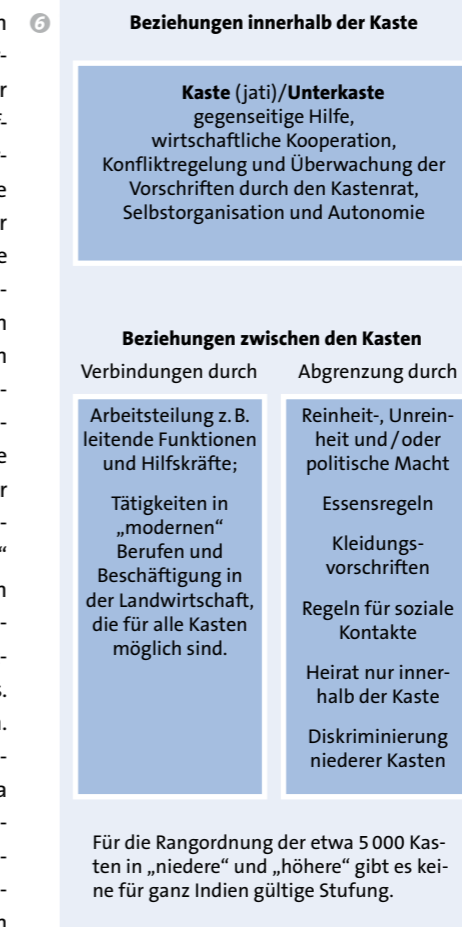 6
Beziehungen innerhalb der Kaste
Kaste (jati)/Unterkaste
gegenseitige Hilfe,
wirtschaftliche Kooperation,
Konfliktregelung und Überwachung der
Vorschriften durch den Kastenrat,
Selbstorganisation und Autonomie
Beziehungen zwischen den Kasten
Verbindungen durch
Arbeitsteilung z. B.
leitende Funktionen
und Hilfskräfte;
Tätigkeiten in
„modernen“
Berufen und
Beschäftigung in
der Landwirtschaft,
die für alle Kasten
möglich sind.
Abgrenzung durch
Reinheit-, Unrein-
heit und / oder
politische Macht
Essensregeln
Kleidungs-
vorschriften
Regeln für soziale
Kontakte
Heirat nur inner-
halb der Kaste
Diskriminierung
niederer Kasten
Für die Rangordnung der etwa 5 000 Kas-
ten in „niedere“ und „höhere“ gibt es kei-
ne für ganz Indien gültige Stufung.